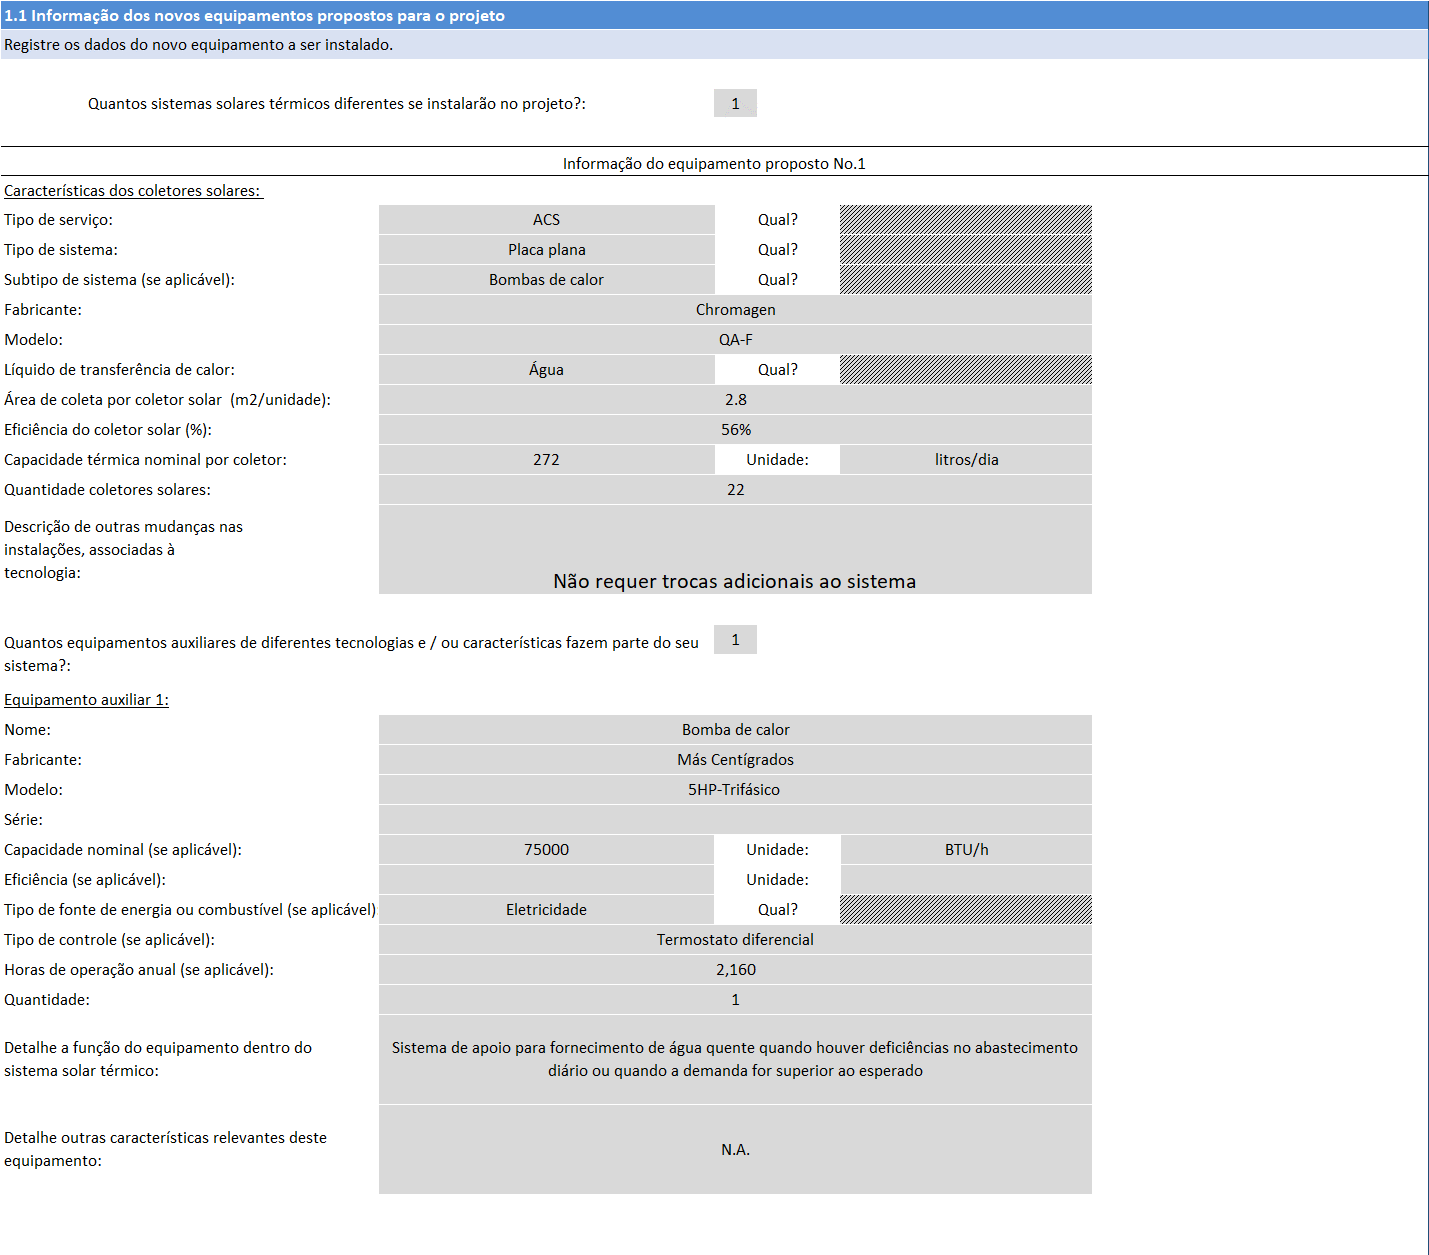 1.1 Informação dos novos equipamentos propostos para o projeto
Registre os dados do novo equipamento a ser instalado.
Quantos sistemas solares térmicos diferentes se instalarão no projeto?: 1
Informação do equipamento proposto No.1
Características dos coletores solares:
Tipo de serviço: ACS Qual?
Tipo de sistema: Placa plana Qual?
Subtipo de sistema (se aplicável): Bombas de calor Qual?
Fabricante: Chromagen
Modelo: QA-F
Líquido de transferência de calor: Água Qual?
Área de coleta por coletor solar (m2/unidade): 2.8
Eficiência do coletor solar (%): 56%
Capacidade térmica nominal por coletor: 272 Unidade: litros/dia
Quantidade coletores solares: 22
Descrição de outras mudanças nas
instalações, associadas à
tecnologia:
Não requer trocas adicionais ao sistema
Quantos equipamentos auxiliares de diferentes tecnologias e / ou características fazem parte do seu 1
sistema?:
Equipamento auxiliar 1:
Nome: Bomba de calor
Fabricante: Más Centígrados
Modelo: 5HP-Trifásico
Série:
Capacidade nominal (se aplicável): 75000 Unidade: BTU/h
Eficiência (se aplicável): Unidade:
Tipo de fonte de energia ou combustível (se aplicável) Eletricidade Qual?
Tipo de controle (se aplicável): Termostato diferencial
Horas de operação anual (se aplicável): 2,160
Quantidade: 1
Detalhe a função do equipamento dentro do
sistema solar térmico:
Sistema de apoio para fornecimento de água quente quando houver deficiências no abastecimento
diário ou quando a demanda for superior ao esperado
Detalhe outras características relevantes deste
equipamento:
N.A.